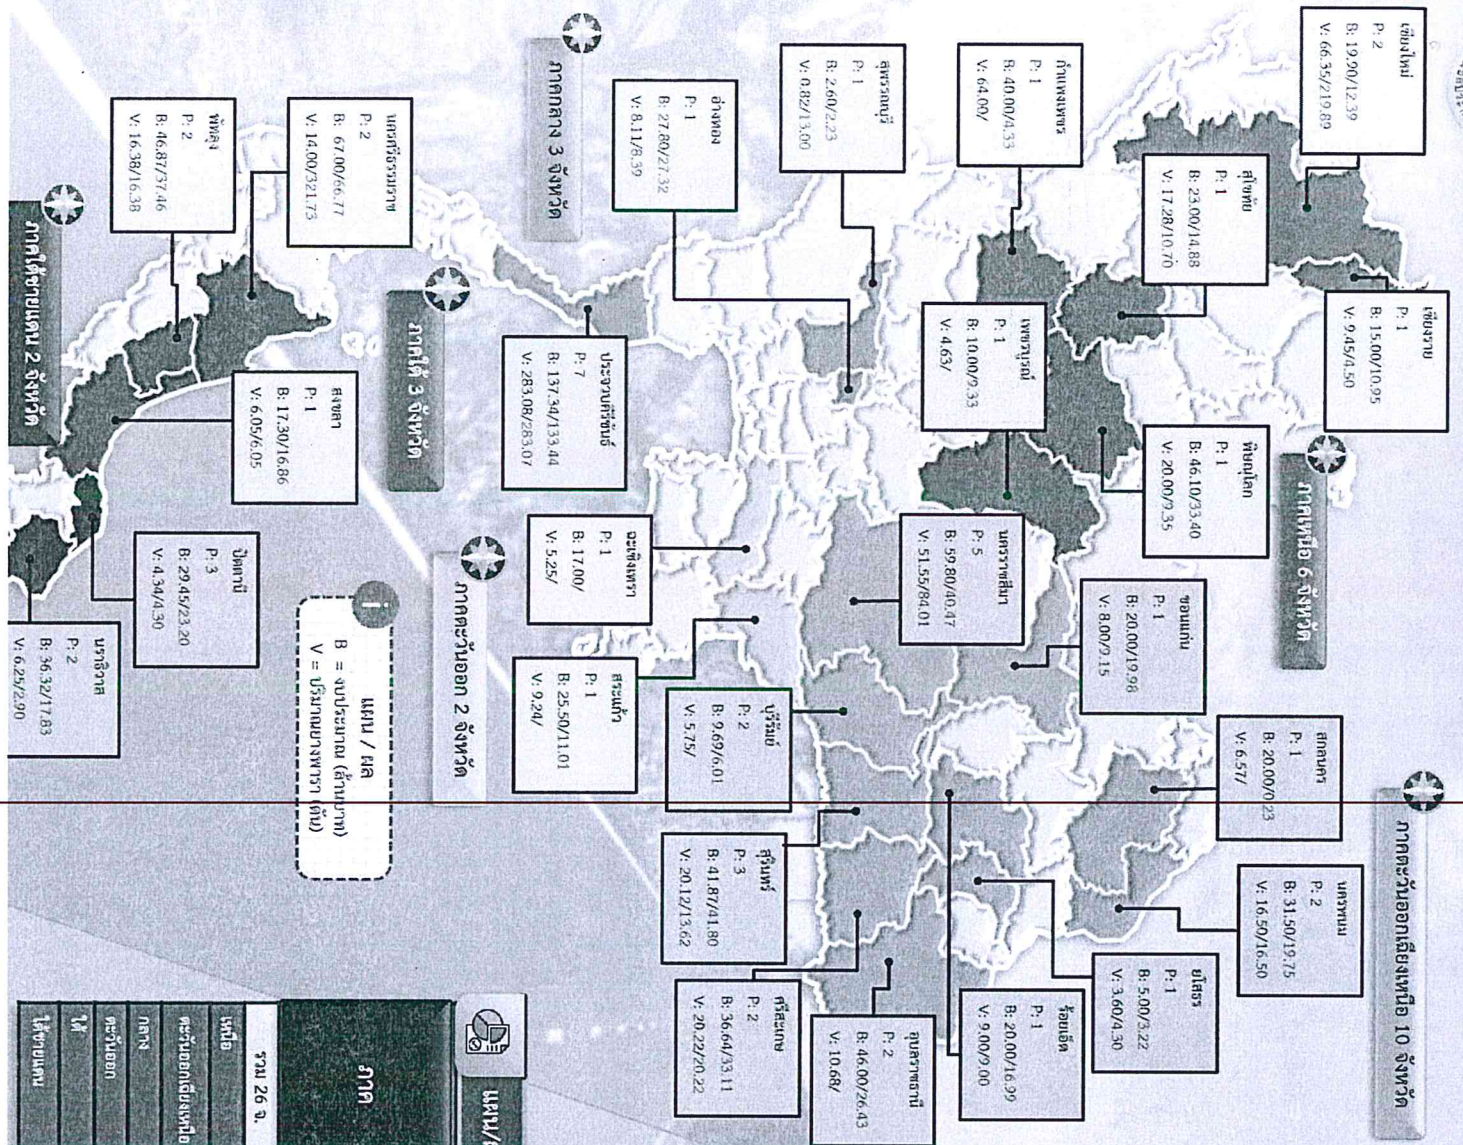 เชียงใหม่
P: 2
B: 19.90/12.39
V: 66.35/219.89
เชียงราย
P: 1
B: 15.00/10.95
V: 9.45/4.50
ภาคเหนือ 6 จังหวัด
ภาคตะวันออกเฉียงเหนือ 10 จังหวัด
สุโขทัย
P: 1
B: 23.00/14.88
V: 17.28/10.70
พิษณุโลก
P: 1
B: 46.10/33.40
V: 20.00/9.35
กำแพงเพชร
P: 1
B: 40.00/4.33
V: 64.00/
เพชรบูรณ์
P: 1
B: 10.00/9.33
V: 4.63/
ขอนแก่น
P: 1
B: 20.00/19.98
V: 8.00/9.15
สกลนคร
P: 1
B: 20.00/0.23
V: 6.57/
นครพนม
P: 2
B: 31.50/19.75
V: 16.50/16.50
ยโสธร
P: 1
B: 5.00/3.22
V: 3.60/4.30
ร้อยเอ็ด
P: 1
B: 20.00/16.99
V: 9.00/9.00
นครราชสีมา
P: 5
B: 59.80/40.47
V: 51.55/84.01
บุรีรัมย์
P: 2
B: 9.69/6.01
V: 5.75/
สุรินทร์
P: 3
B: 41.87/41.80
V: 20.12/13.62
ศรีสะเกษ
P: 2
B: 36.64/33.11
V: 20.22/20.22
อุบลราชธานี
P: 2
B: 46.00/26.43
V: 10.68/
สุพรรณบุรี
P: 1
B: 2.60/2.23
V: 0.82/13.00
อ่างทอง
P: 1
B: 27.80/27.32
V: 8.11/8.39
ภาคกลาง 3 จังหวัด
ประจวบคีรีขันธ์
P: 7
B: 137.34/133.44
V: 283.08/283.07
ฉะเชิงเทรา
P: 1
B: 17.00/
V: 5.25/
สระแก้ว
P: 1
B: 25.50/11.01
V: 9.24/
ภาคตะวันออก 2 จังหวัด
ภาคใต้ 3 จังหวัด
นครศรีธรรมราช
P: 2
B: 67.00/66.77
V: 14.00/321.73
พัทลุง
P: 2
B: 46.87/37.46
V: 16.38/16.38
สงขลา
P: 1
B: 17.30/16.86
V: 6.05/6.05
ภาคใต้ชายแดน 2 จังหวัด
ปัตตานี
P: 3
B: 29.45/23.20
V: 4.34/4.30
นราธิวาส
P: 2
B: 36.32/17.83
V: 6.25/2.90
แผน / ผล
B = งบประมาณ (ล้านบาท)
V = ปริมาณยางพารา (ตัน)
แผน/
ภาค
รวม 26 จ.
เหนือ
ตะวันออกเฉียงเหนือ
กลาง
ตะวันออก
ใต้
ใต้ชายแดน